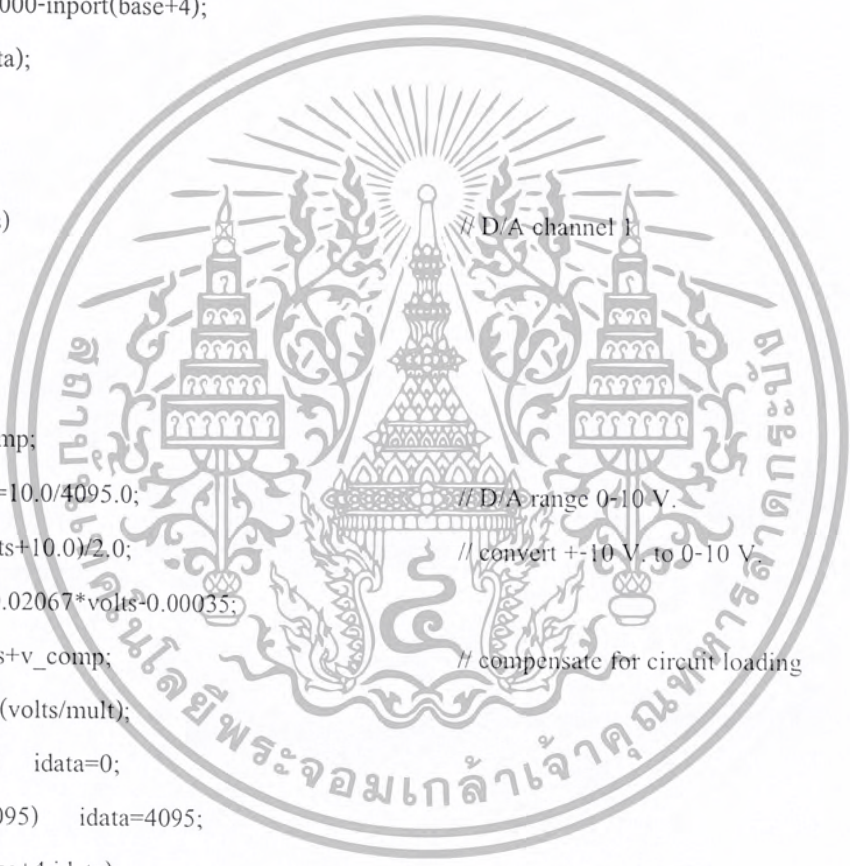 000-inport(base+4);
ta);
)
// D/A channel 1
mp;
=10.0/4095.0;
// D/A range 0-10 V.
ts+10.0)/2.0;
// convert +-10 V. to 0-10 V.
0.02067*volts-0.00035;
s+v_comp;
// compensate for circuit loading
(volts/mult);
idata=0;
095) idata=4095;
สถาบันเทคโนโลยีพระจอมเกล้าเจ้าคุณทหารลาดกระบัง